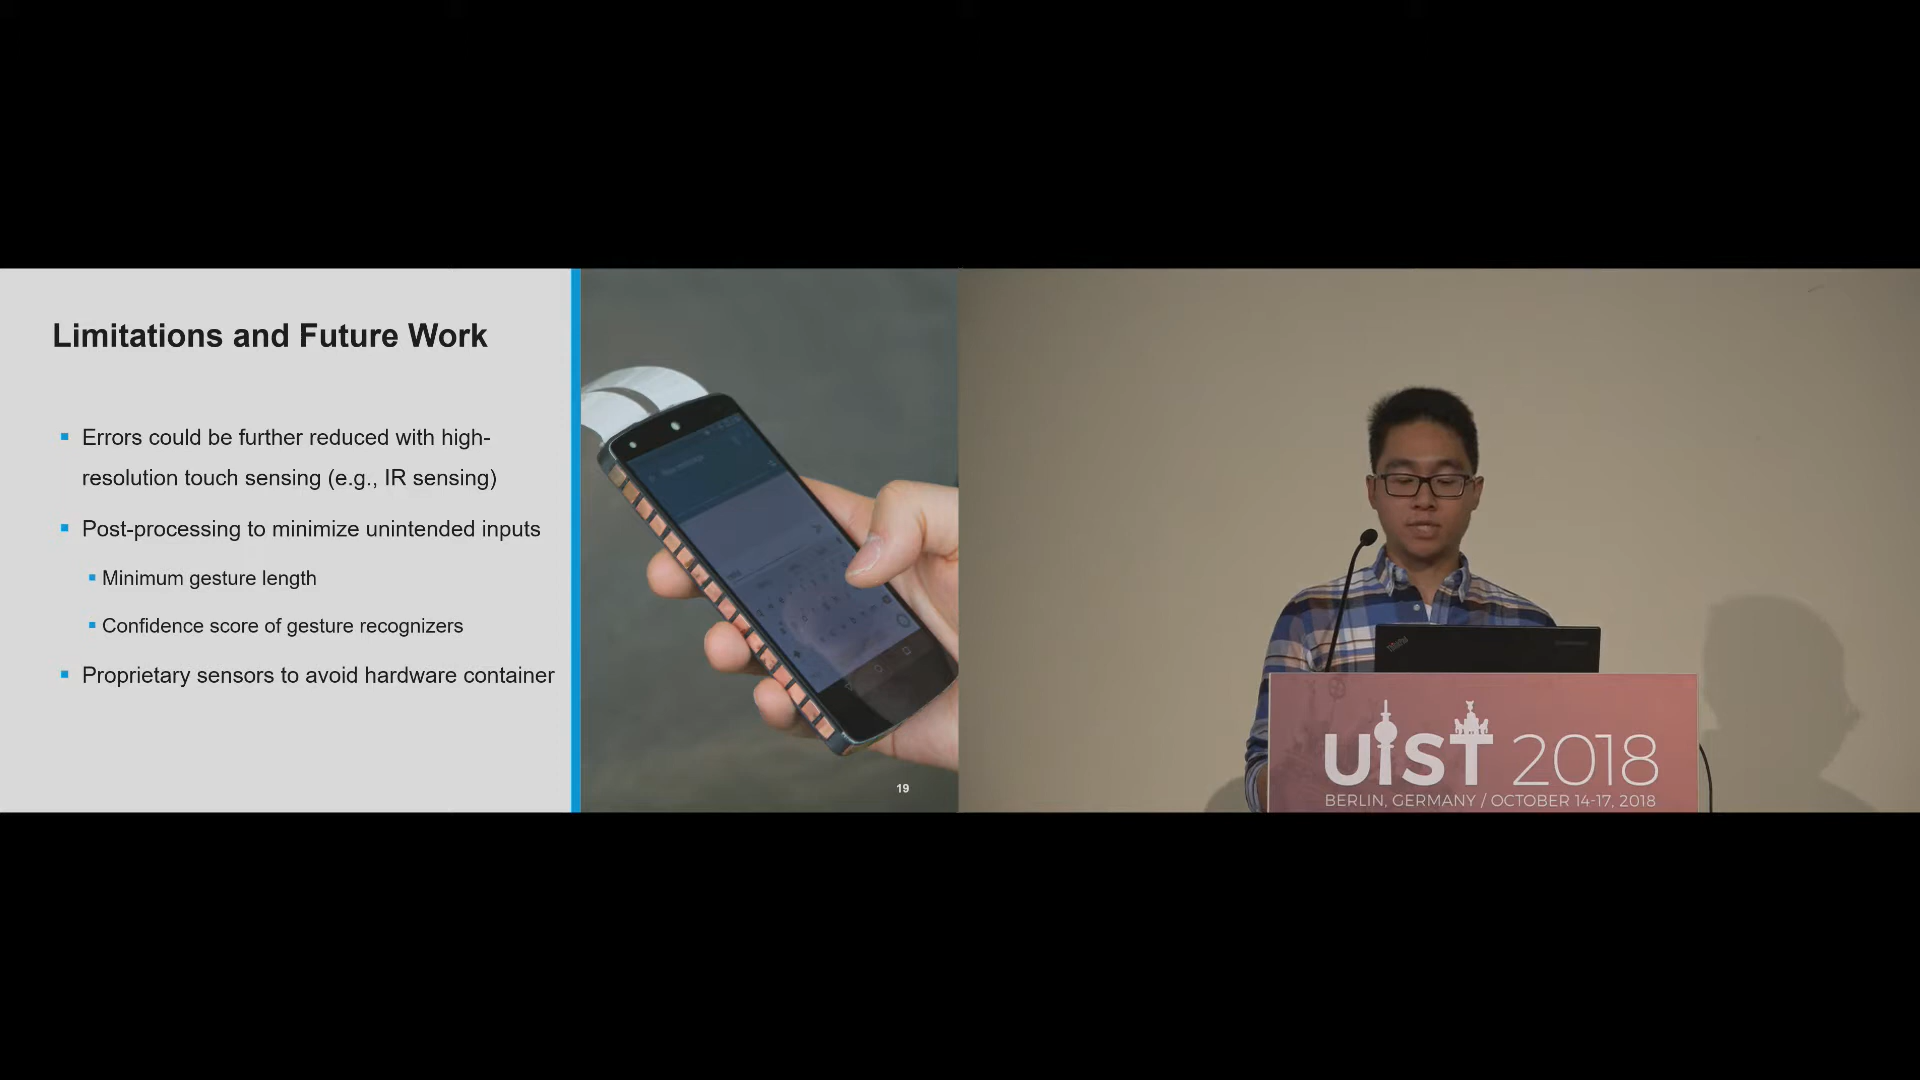 Limitations and Future Work
Errors could be further reduced with high-
resolution touch sensing (e.g., IR sensing)
Post-processing to minimize unintended inputs
Minimum gesture length
Confidence score of gesture recognizers
Proprietary sensors to avoid hardware container
19
UIST 2018
BERLIN, GERMANY / OCTOBER 14-17, 2018